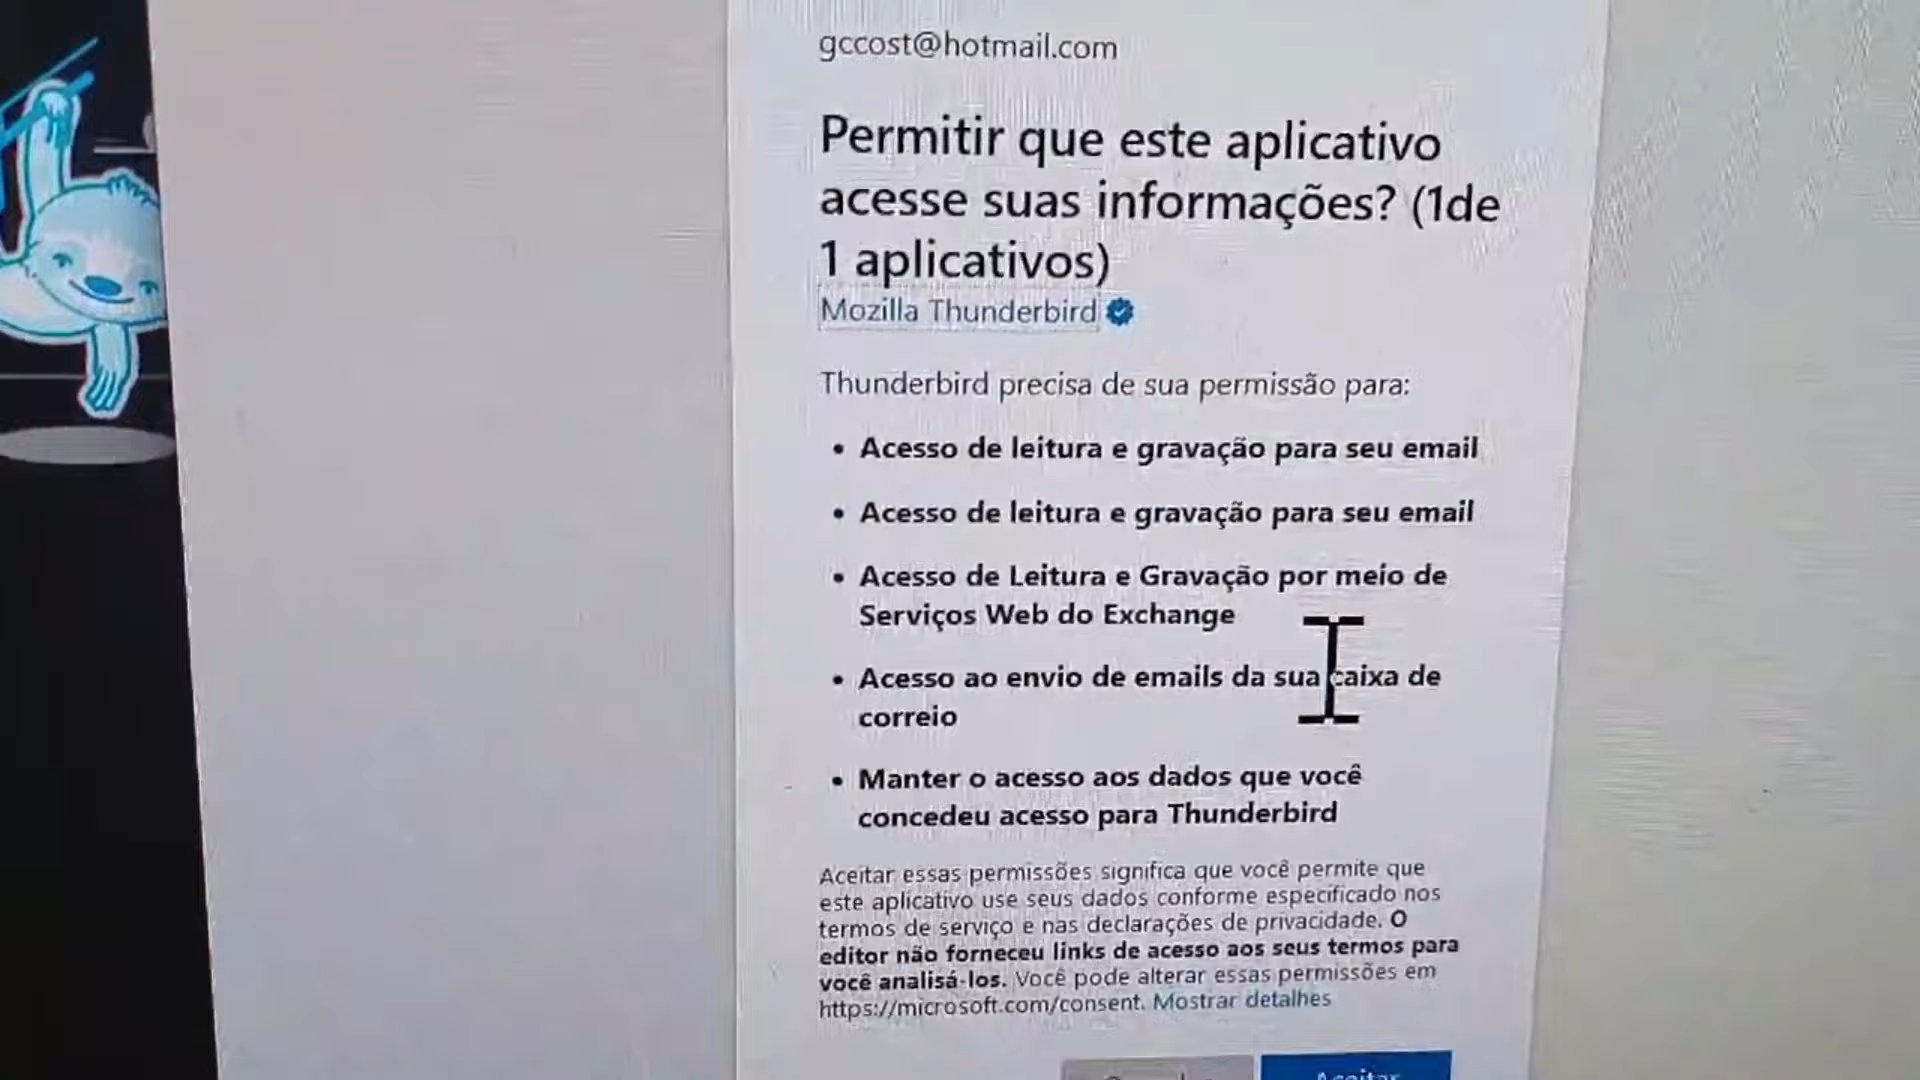 gccost@hotmail.com
Permitir que este aplicativo
acesse suas informações? (1de
1 aplicativos)
Mozilla Thunderbird
Thunderbird precisa de sua permissão para:
• Acesso de leitura e gravação para seu email
• Acesso de leitura e gravação para seu email
• Acesso de Leitura e Gravação por meio de
Serviços Web do Exchange
• Acesso ao envio de emails da sua caixa de
correio
• Manter o acesso aos dados que você
concedeu acesso para Thunderbird
Aceitar essas permissões significa que você permite que
este aplicativo use seus dados conforme especificado nos
termos de serviço e nas declarações de privacidade. O
editor não forneceu links de acesso aos seus termos para
você analisá-los. Você pode alterar essas permissões em
https://microsoft.com/consent. Mostrar detalhes
Aceitar